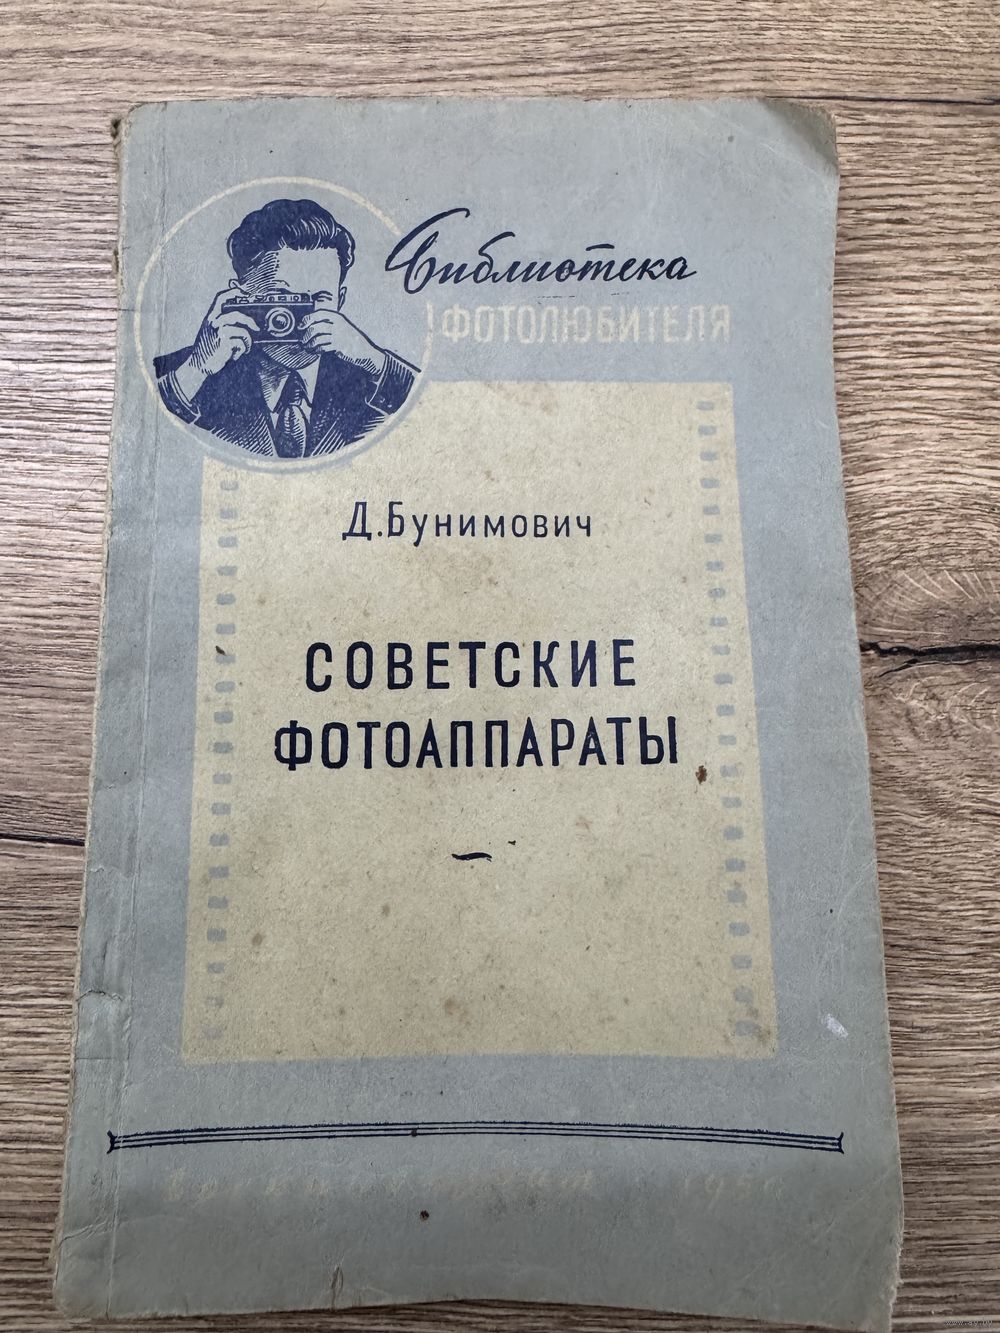 Библиотека
ФОТОЛЮБИТЕЛЯ
Д. Бунимович
СОВЕТСКИЕ
ФОТОАППАРАТЫ